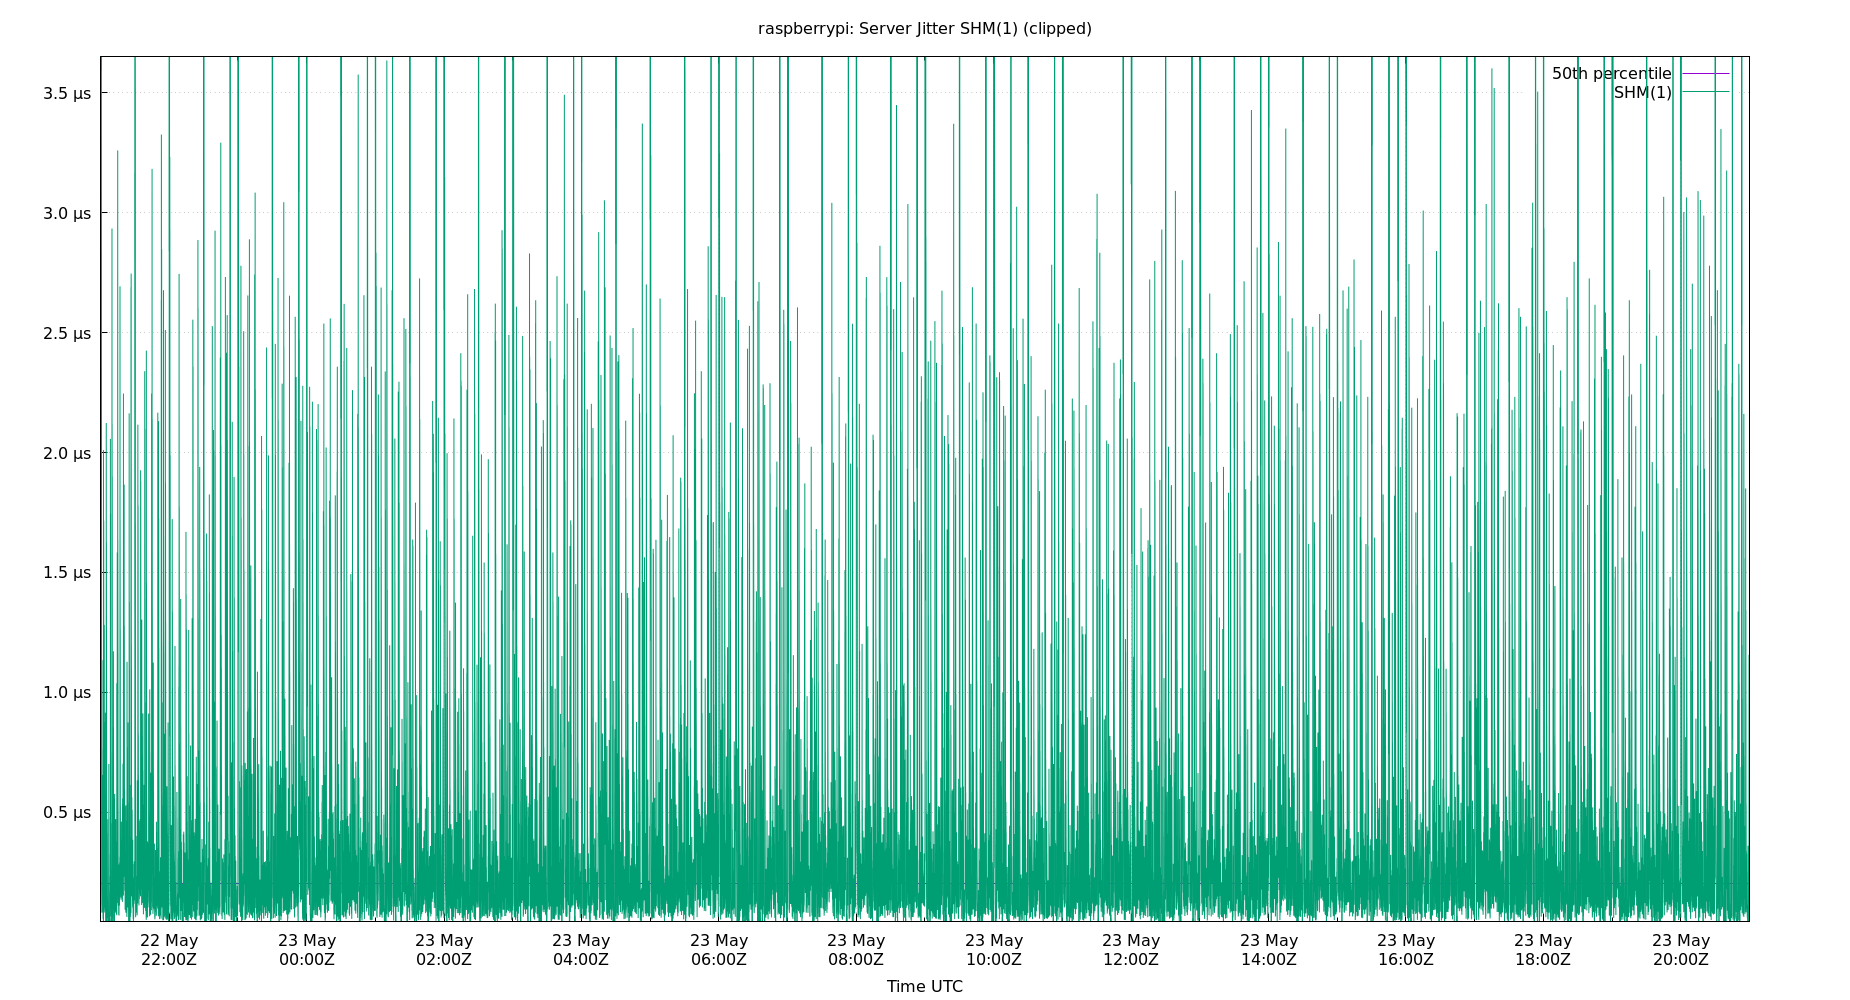 raspberrypi: Server Jitter SHM(1) (clipped)
50th percentile
SHM(1)
3.5 μs
3.0 μs
2.5 μs
2.0 μs
1.5 μs
1.0 μs
0.5 μs
22 May 23 May 23 May 23 May 23 May 23 May 23 May 23 May 23 May 23 May 23 May 23 May
22:00Z 00:00Z 02:00Z 04:00Z 06:00Z 08:00Z 10:00Z 12:00Z 14:00Z 16:00Z 18:00Z 20:00Z
Time UTC